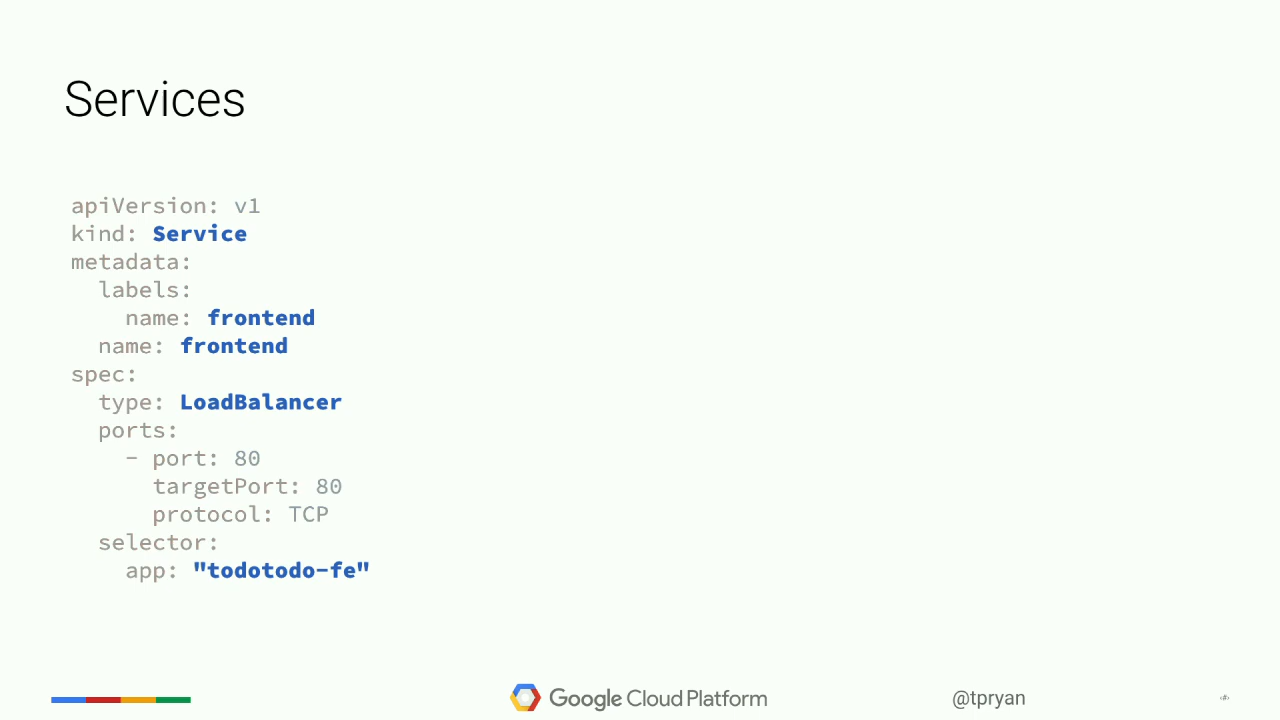 Services
apiVersion: v1
kind: Service
metadata:
  labels:
    name: frontend
  name: frontend
spec:
  type: LoadBalancer
  ports:
    - port: 80
      targetPort: 80
      protocol: TCP
  selector:
    app: "todotodo-fe"
Google Cloud Platform
@tpryan